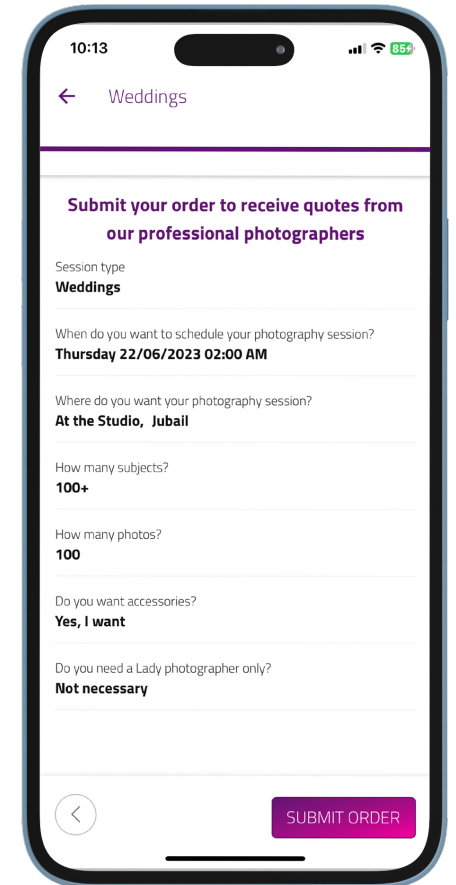 10:13
85
Weddings
Submit your order to receive quotes from
our professional photographers
Session type
Weddings
When do you want to schedule your photography session?
Thursday 22/06/2023 02:00 AM
Where do you want your photography session?
At the Studio, Jubail
How many subjects?
100+
How many photos?
100
Do you want accessories?
Yes, I want
Do you need a Lady photographer only?
Not necessary
SUBMIT ORDER